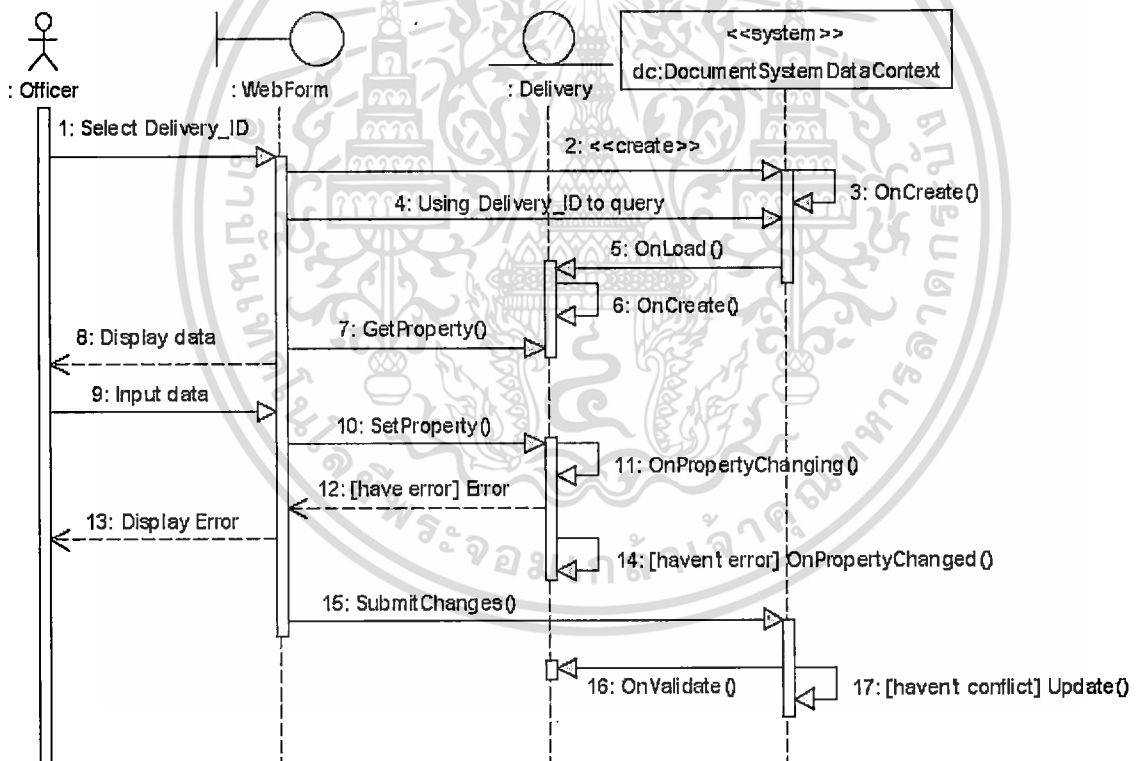 <<system>>
dc:DocumentSystemDataContext
: Officer
: WebForm
: Delivery
1: Select Delivery_ID
2: <<create>>
3: OnCreate()
4: Using Delivery_ID to query
5: OnLoad()
6: OnCreate()
7: GetProperty()
8: Display data
9: Input data
10: SetProperty()
11: OnPropertyChanging()
12: [have error] Error
13: Display Error
14: [haven't error] OnPropertyChanged()
15: SubmitChanges()
16: OnValidate()
17: [haven't conflict] Update()